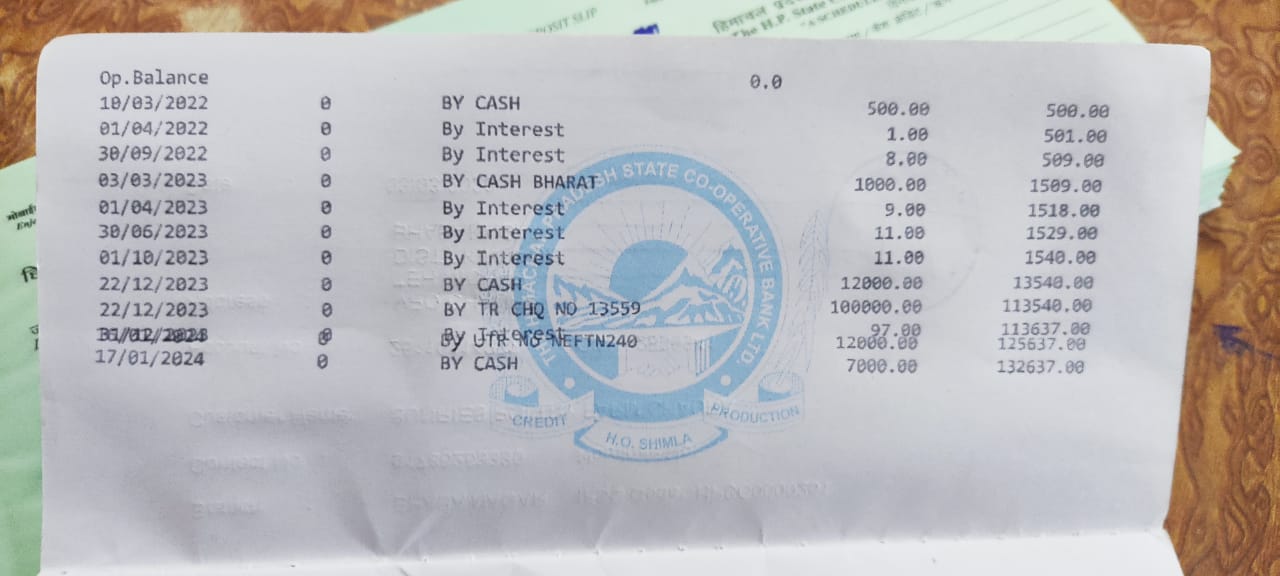 POSIT SLIP
हिमाचल
The H.P. State
Op.Balance 0.0
10/03/2022 0 BY CASH 500.00 500.00
01/04/2022 0 By Interest 1.00 501.00
30/09/2022 0 By Interest 8.00 509.00
03/03/2023 0 BY CASH BHARAT 1000.00 1509.00
01/04/2023 0 By Interest 9.00 1518.00
30/06/2023 0 By Interest 11.00 1529.00
01/10/2023 0 By Interest 11.00 1540.00
22/12/2023 0 BY CASH 12000.00 13540.00
22/12/2023 0 BY TR CHQ NO 13559 100000.00 113540.00
0 By Interest 97.00 113637.00
0 By UTR No NEFTN240 12000.00 125637.00
17/01/2024 0 BY CASH 7000.00 132637.00
PRADESH STATE CO-OPERATIVE BANK LTD.
CREDIT
H.O. SHIMLA
PRODUCTION